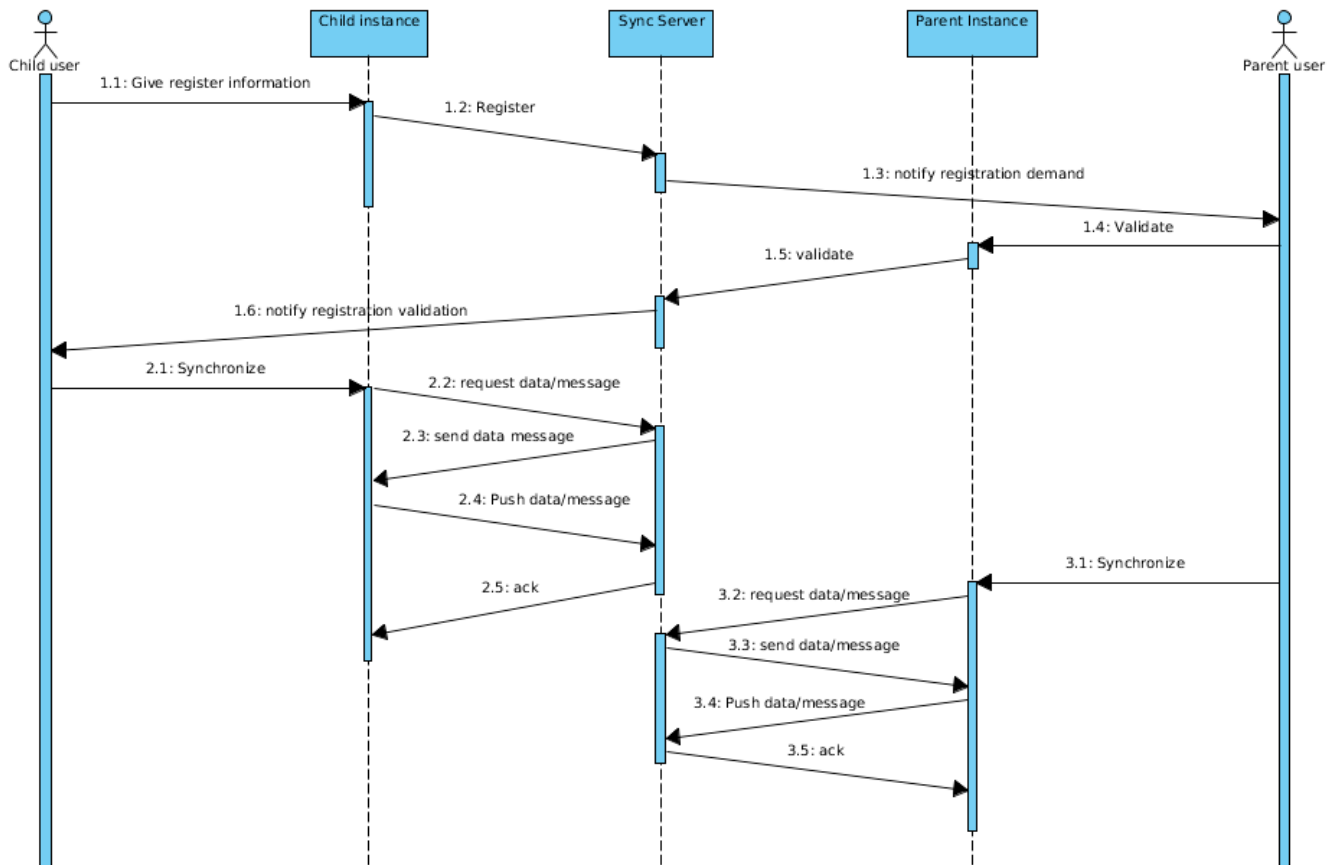 Child instance
Sync Server
Parent Instance
Child user
Parent user
1.1: Give register information
1.2: Register
1.3: notify registration demand
1.4: Validate
1.5: validate
1.6: notify registration validation
2.1: Synchronize
2.2: request data/message
2.3: send data message
2.4: Push data/message
3.1: Synchronize
2.5: ack
3.2: request data/message
3.3: send data/message
3.4: Push data/message
3.5: ack